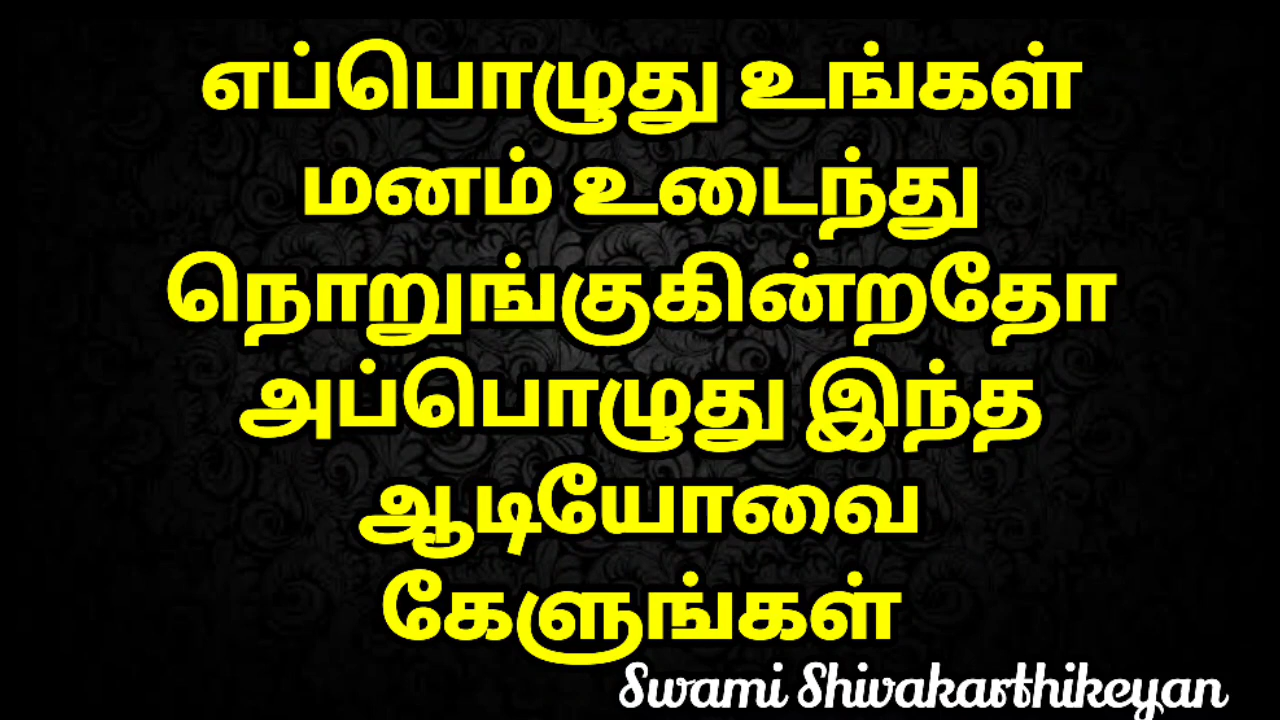 எப்பொழுது உங்கள்
மனம் உடைந்து
நொறுங்குகின்றதோ
அப்பொழுது இந்த
ஆடியோவை
கேளுங்கள்
Swami Shivakarthikeyan